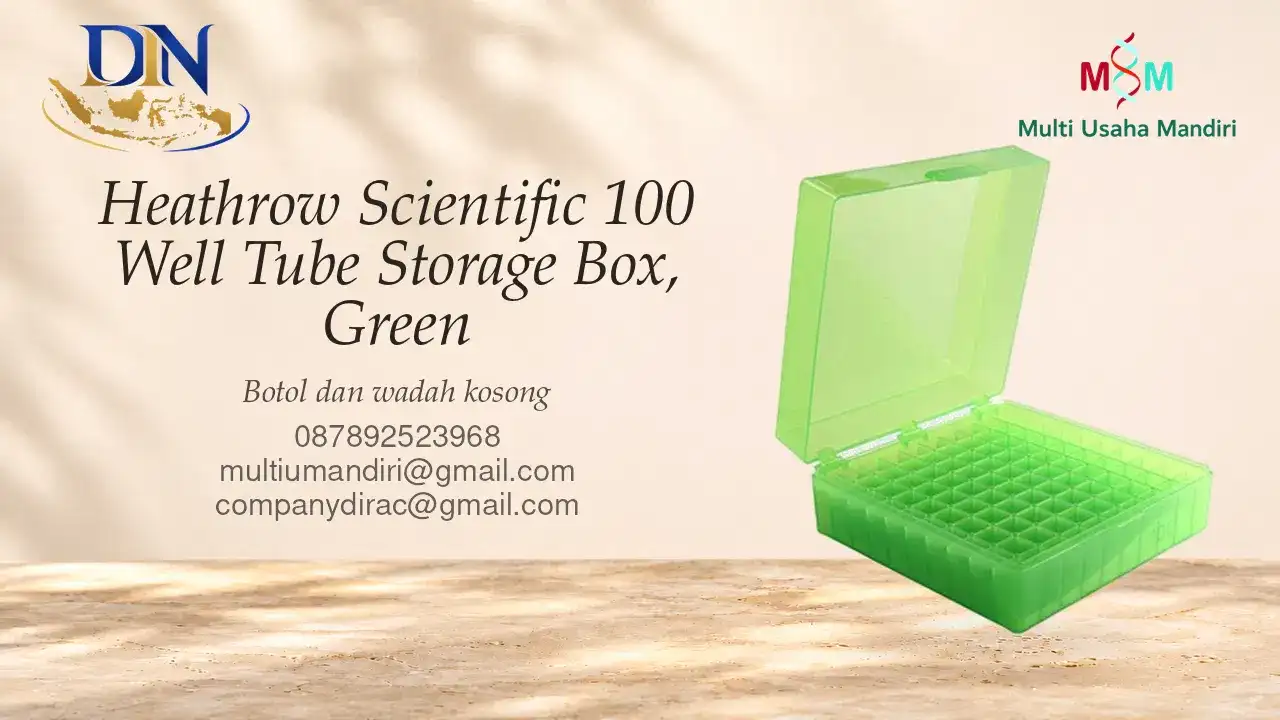 DIN
M M
Multi Usaha Mandiri
Heathrow Scientific 100
Well Tube Storage Box,
Green
Botol dan wadah kosong
087892523968
multiumandiri@gmail.com
companydirac@gmail.com